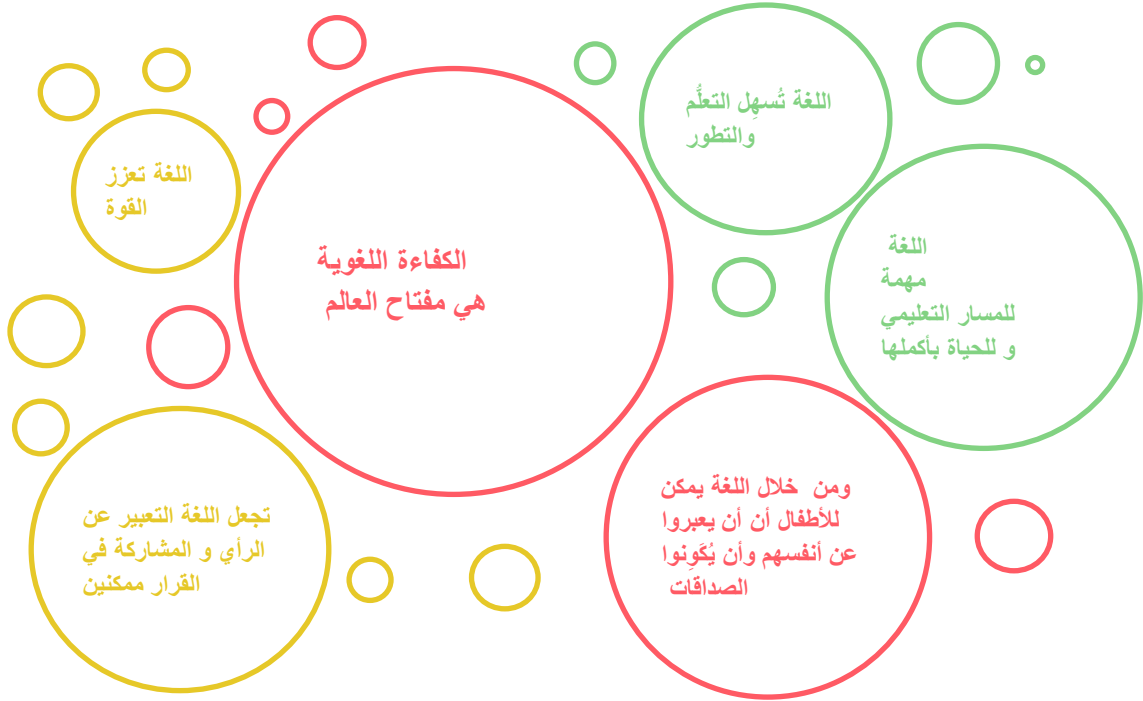 اللغة تُسهِل التعلُّم
والتطور
اللغة
مهمة
للمسار التعليمي
و للحياة بأكملها
الكفاءة اللغوية
هي مفتاح العالم
اللغة تعزز
القوة
ومن خلال اللغة يمكن
للأطفال أن أن يعبروا
عن أنفسهم وأن يُكَوِنوا
الصداقات
تجعل اللغة التعبير عن
الرأي و المشاركة في
القرار ممكنين